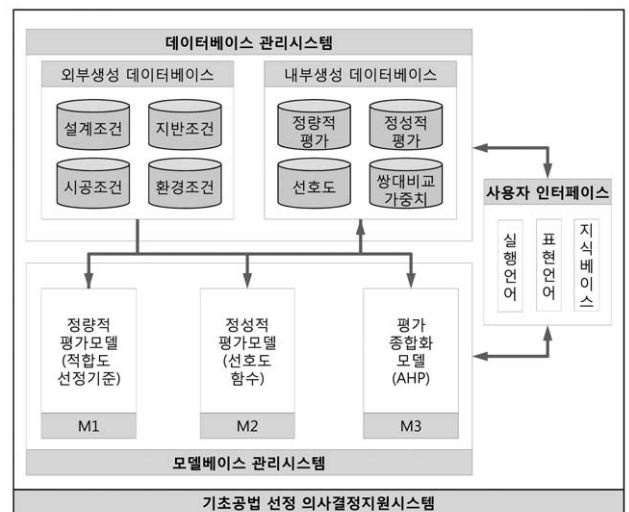 데이터베이스 관리시스템
외부생성 데이터베이스
설계조건
지반조건
시공조건
환경조건
내부생성 데이터베이스
정량적
평가
정성적
평가
선호도
쌍대비교
가중치
사용자 인터페이스
실행언어
표현언어
지식베이스
정량적
평가모델
(적합도
선정기준)
M1
정성적
평가모델
(선호도
함수)
M2
평가
종합화
모델
(AHP)
M3
모델베이스 관리시스템
기초공법 선정 의사결정지원시스템